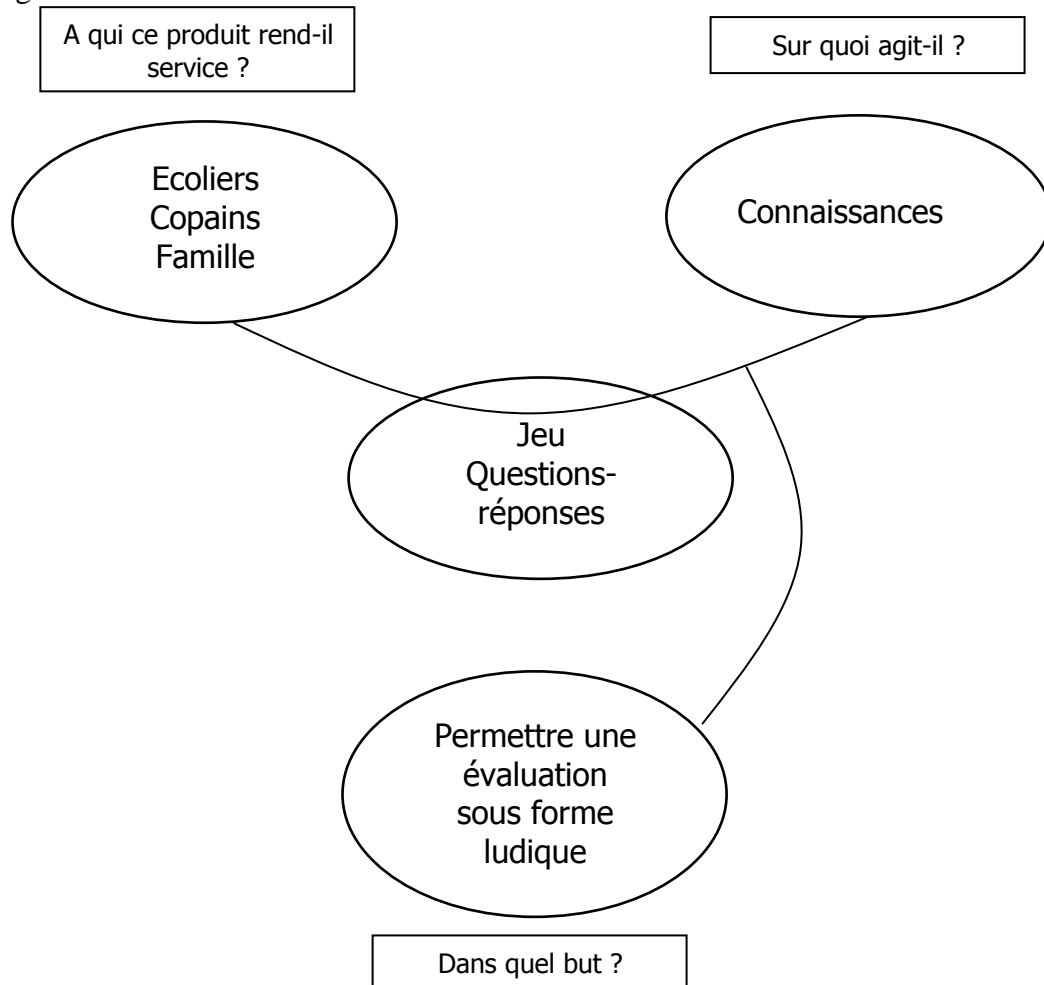 A qui ce produit rend-il
service ?
Sur quoi agit-il ?
Ecoliers
Copains
Famille
Connaissances
Jeu
Questions-
réponses
Permettre une
évaluation
sous forme
ludique
Dans quel but ?